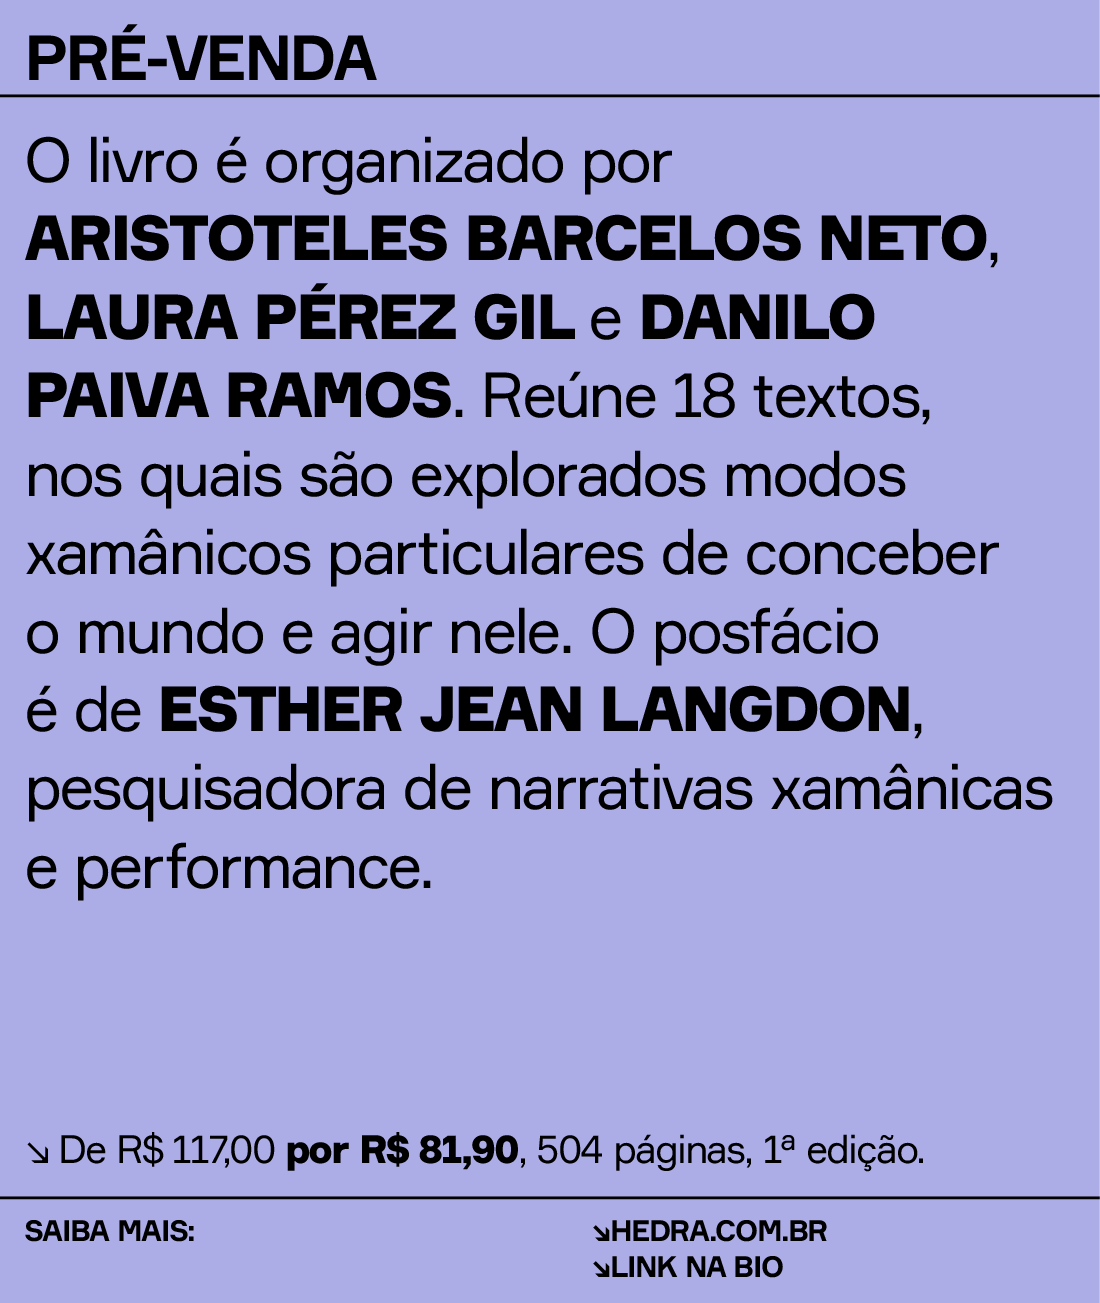 PRÉ-VENDA
O livro é organizado por
ARISTOTELES BARCELOS NETO,
LAURA PÉREZ GIL e DANILO
PAIVA RAMOS. Reúne 18 textos,
nos quais são explorados modos
xamânicos particulares de conceber
o mundo e agir nele. O posfácio
é de ESTHER JEAN LANGDON,
pesquisadora de narrativas xamânicas
e performance.
↘ De R$ 117,00 por R$ 81,90, 504 páginas, 1ª edição.
SAIBA MAIS:
↘HEDRA.COM.BR
↘LINK NA BIO